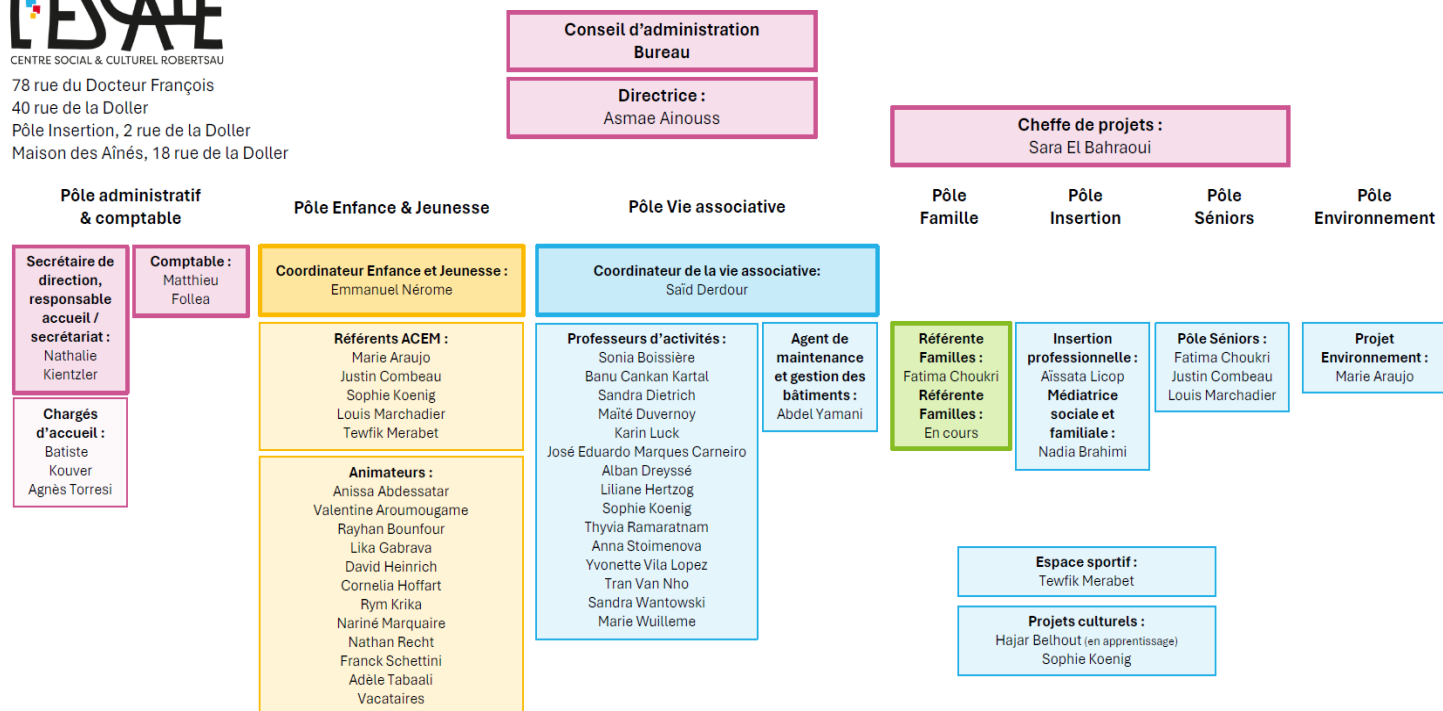 L'ESCALE
CENTRE SOCIAL & CULTUREL ROBERTSAU
78 rue du Docteur François
40 rue de la Doller
Pôle Insertion, 2 rue de la Doller
Maison des Aînés, 18 rue de la Doller
Conseil d'administration
Bureau
Directrice :
Asmae Ainouss
Cheffe de projets :
Sara El Bahraoui
Pôle administratif
& comptable
Secrétaire de
direction,
responsable
accueil /
secrétariat :
Nathalie
Kientzler
Comptable :
Matthieu
Follea
Chargés
d'accueil :
Batiste
Kouver
Agnès Torresi
Pôle Enfance & Jeunesse
Coordinateur Enfance et Jeunesse :
Emmanuel Nérome
Référents ACEM :
Marie Araujo
Justin Combeau
Sophie Koenig
Louis Marchadier
Tewfik Merabet
Animateurs :
Anissa Abdessatar
Valentine Aroumougame
Rayhan Bounfour
Lika Gabrava
David Heinrich
Cornelia Hoffart
Rym Krika
Nariné Marquaire
Nathan Recht
Franck Schettini
Adèle Tabaali
Vacataires
Pôle Vie associative
Coordinateur de la vie associative:
Saïd Derdour
Professeurs d'activités :
Sonia Boissière
Banu Cankan Kartal
Sandra Dietrich
Maïté Duvernoy
Karin Luck
José Eduardo Marques Carneiro
Alban Dreyssé
Liliane Hertzog
Sophie Koenig
Thyvia Ramaratnam
Anna Stoimenova
Yvonette Vila Lopez
Tran Van Nho
Sandra Wantowski
Marie Wuilleme
Agent de
maintenance
et gestion des
bâtiments :
Abdel Yamani
Pôle
Famille
Référente
Familles :
Fatima Choukri
Référente
Familles :
En cours
Pôle
Insertion
Insertion
professionnelle :
Aïssata Licop
Médiatrice
sociale et
familiale :
Nadia Brahimi
Pôle
Séniors
Pôle Séniors :
Fatima Choukri
Justin Combeau
Louis Marchadier
Pôle
Environnement
Projet
Environnement :
Marie Araujo
Espace sportif :
Tewfik Merabet
Projets culturels :
Hajar Belhout (en apprentissage)
Sophie Koenig